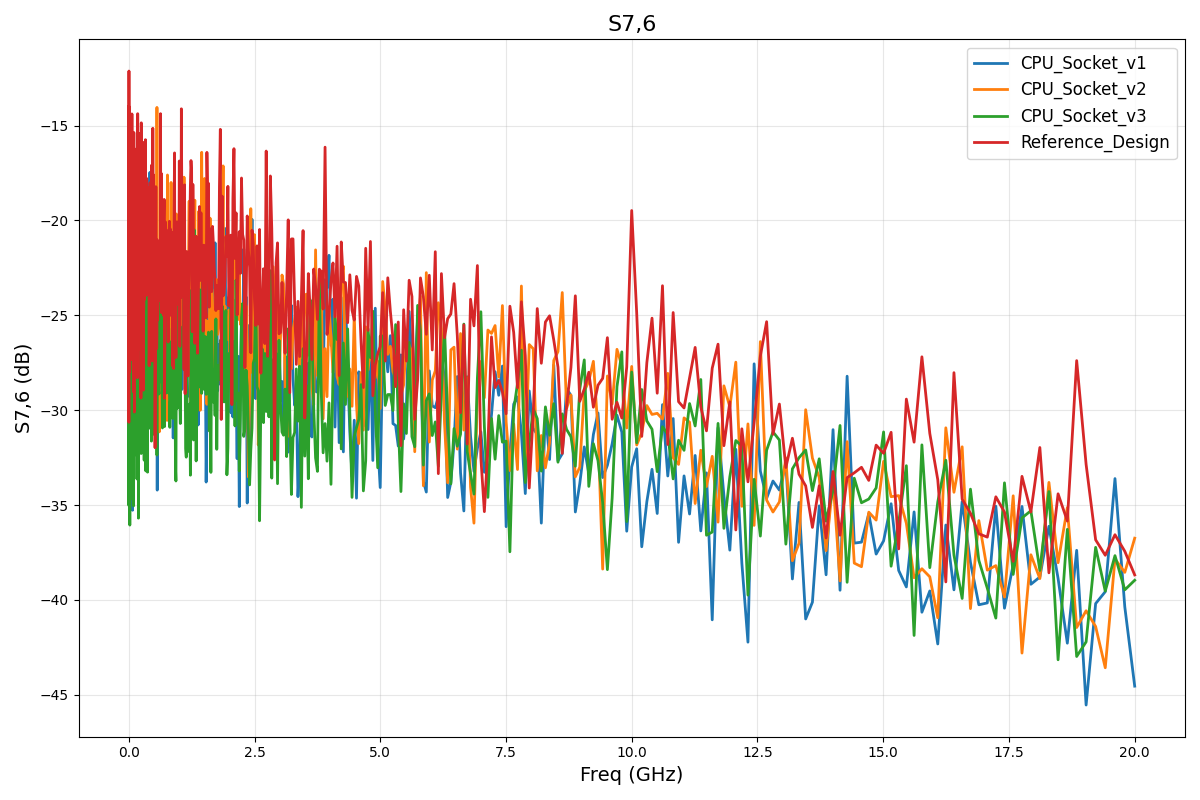 S7,6
CPU_Socket_v1
CPU_Socket_v2
CPU_Socket_v3
Reference_Design
S7,6 (dB)
−15
−20
−25
−30
−35
−40
−45
0.0 2.5 5.0 7.5 10.0 12.5 15.0 17.5 20.0
Freq (GHz)